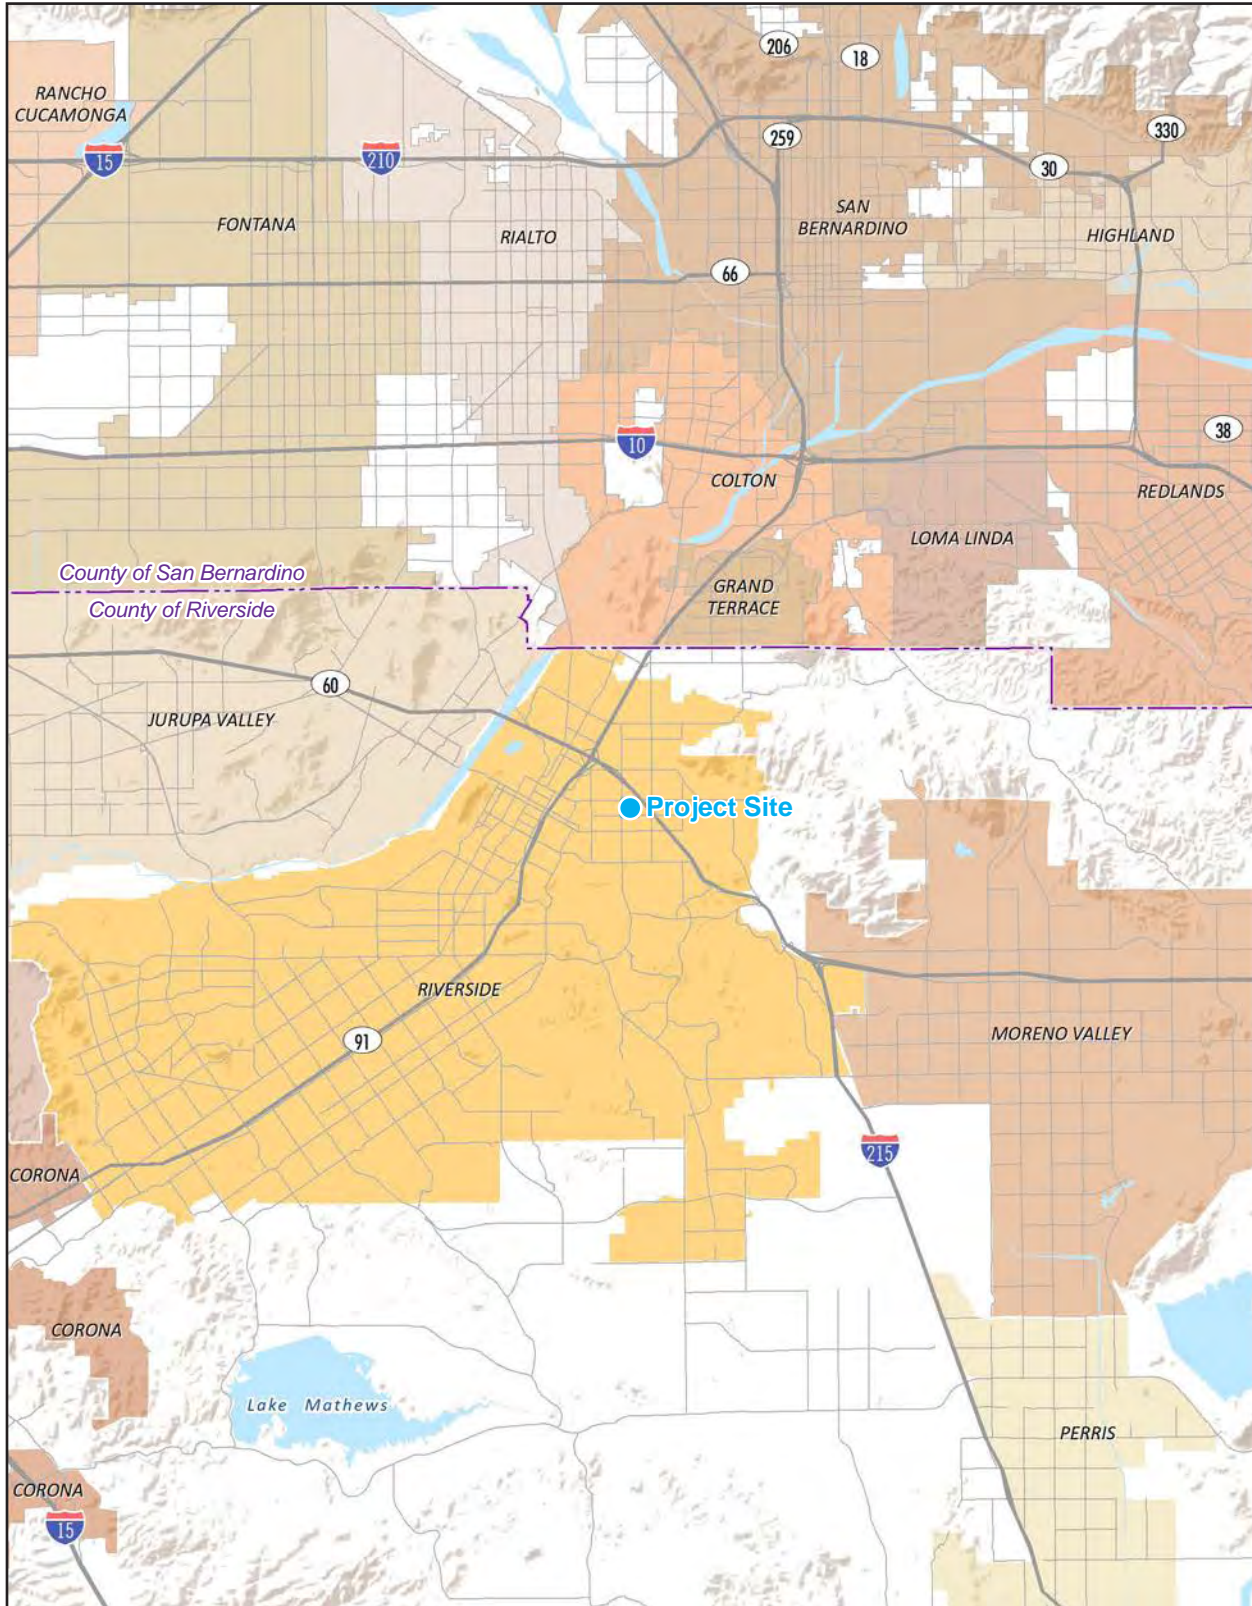 206
18
RANCHO
CUCAMONGA
259
330
15
210
30
SAN
BERNARDINO
FONTANA
RIALTO
HIGHLAND
66
38
10
COLTON
REDLANDS
LOMA LINDA
County of San Bernardino
GRAND
TERRACE
County of Riverside
60
JURUPA VALLEY
Project Site
RIVERSIDE
91
MORENO VALLEY
215
CORONA
CORONA
Lake Mathews
PERRIS
CORONA
15